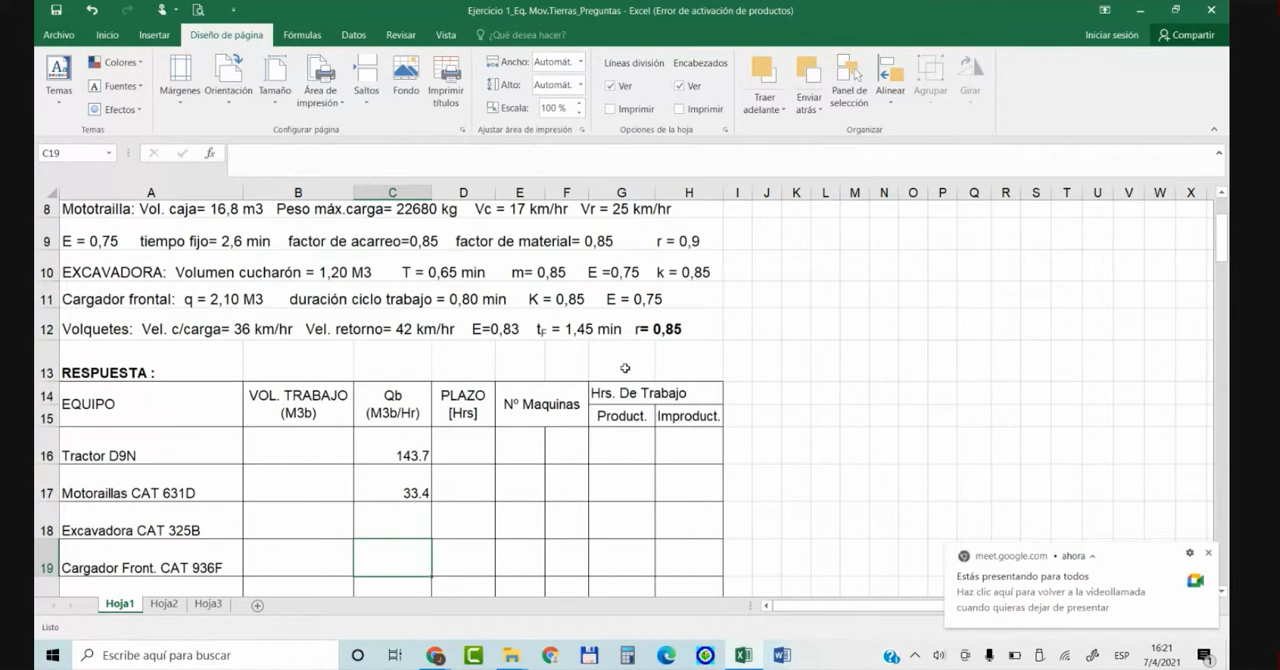 Ejercicio 1_Eq. Mov.Tierras_Preguntas - Excel (Error de activación de productos)
Archivo Inicio Insertar Diseño de página Fórmulas Datos Revisar Vista ¿Qué desea hacer? Iniciar sesión Compartir
Temas
Colores
Fuentes
Efectos
Temas
Márgenes Orientación Tamaño Área de impresión Saltos Fondo Imprimir títulos
Configurar página
Ancho: Automát.
Alto: Automát.
Escala: 100 %
Ajustar área de impresión
Líneas división Encabezados
Ver Ver
Imprimir Imprimir
Opciones de la hoja
Traer adelante Enviar atrás Panel de selección Alinear Agrupar Girar
Organizar
C19 fx
A B C D E F G H I J K L M N O P Q R S T U V W X
8 Mototrailla: Vol. caja= 16,8 m3 Peso máx.carga= 22680 kg Vc = 17 km/hr Vr = 25 km/hr
9 E = 0,75 tiempo fijo= 2,6 min factor de acarreo=0,85 factor de material= 0,85 r = 0,9
10 EXCAVADORA: Volumen cucharón = 1,20 M3 T = 0,65 min m= 0,85 E =0,75 k = 0,85
11 Cargador frontal: q = 2,10 M3 duración ciclo trabajo = 0,80 min K = 0,85 E = 0,75
12 Volquetes: Vel. c/carga= 36 km/hr Vel. retorno= 42 km/hr E=0,83 tF = 1,45 min r= 0,85
13 RESPUESTA :
14 EQUIPO VOL. TRABAJO (M3b) Qb (M3b/Hr) PLAZO [Hrs] Nº Maquinas Hrs. De Trabajo
15 Product. Improduct.
16 Tractor D9N 143.7
17 Motoraillas CAT 631D 33.4
18 Excavadora CAT 325B
19 Cargador Front. CAT 936F
meet.google.com • ahora
Estás presentando para todos
Haz clic aquí para volver a la videollamada
cuando quieras dejar de presentar
Hoja1 Hoja2 Hoja3
Listo
Escribe aquí para buscar
ESP
16:21
7/4/2021